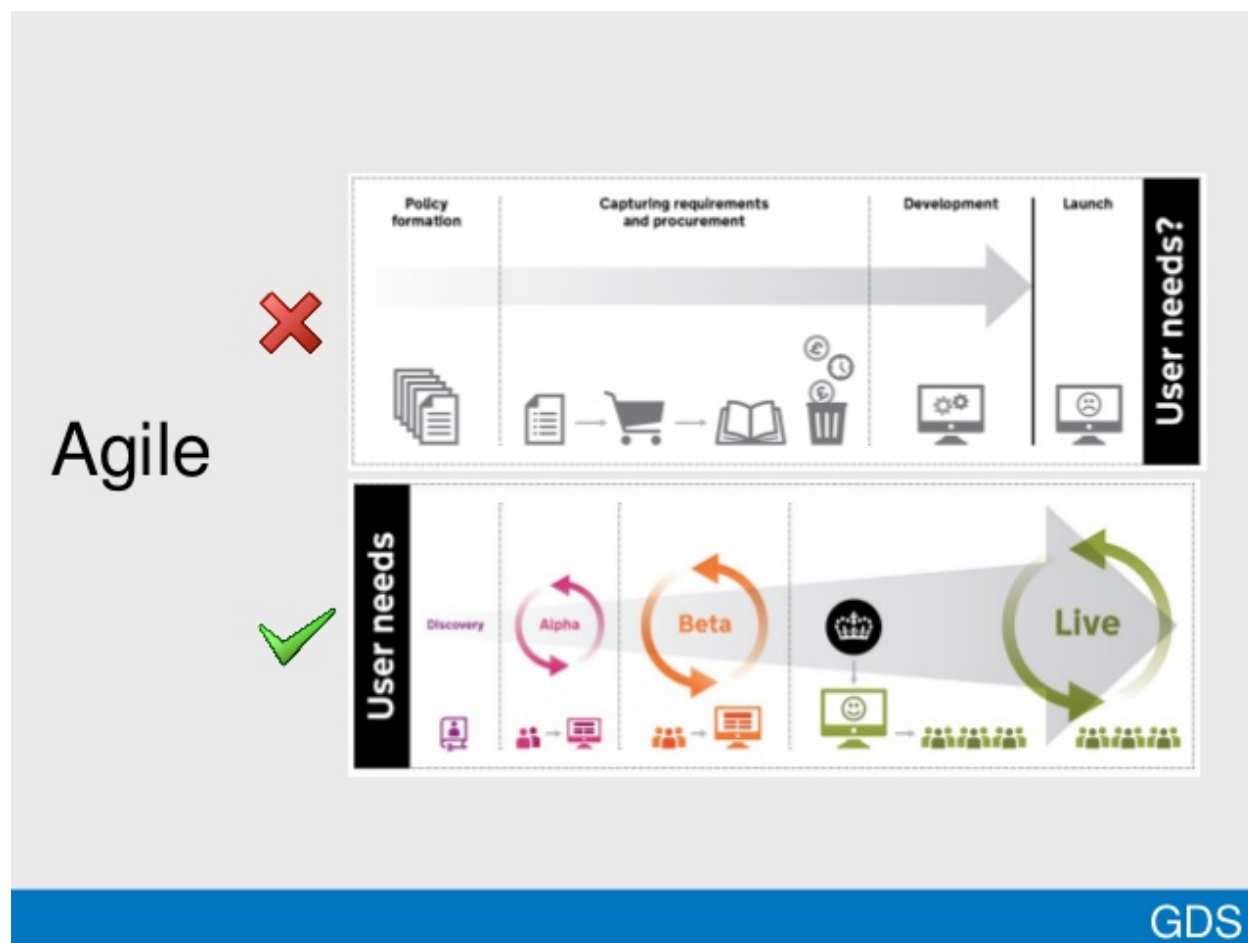 Agile
Policy
formation
Capturing requirements
and procurement
Development
Launch
User needs?
£
£
User needs
Discovery
Alpha
Beta
Live
GDS